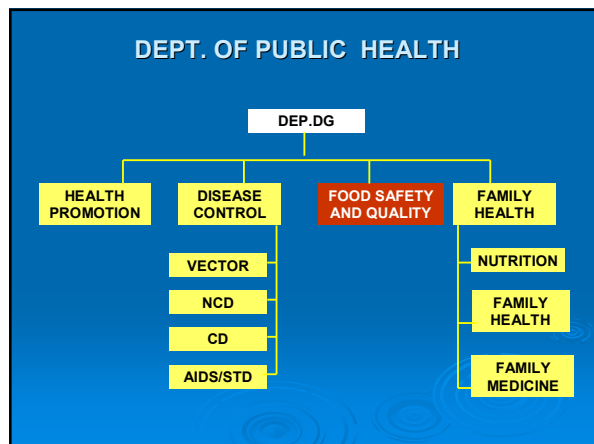 DEPT. OF PUBLIC HEALTH
DEP.DG
HEALTH
PROMOTION
DISEASE
CONTROL
FOOD SAFETY
AND QUALITY
FAMILY
HEALTH
VECTOR
NCD
CD
AIDS/STD
NUTRITION
FAMILY
HEALTH
FAMILY
MEDICINE